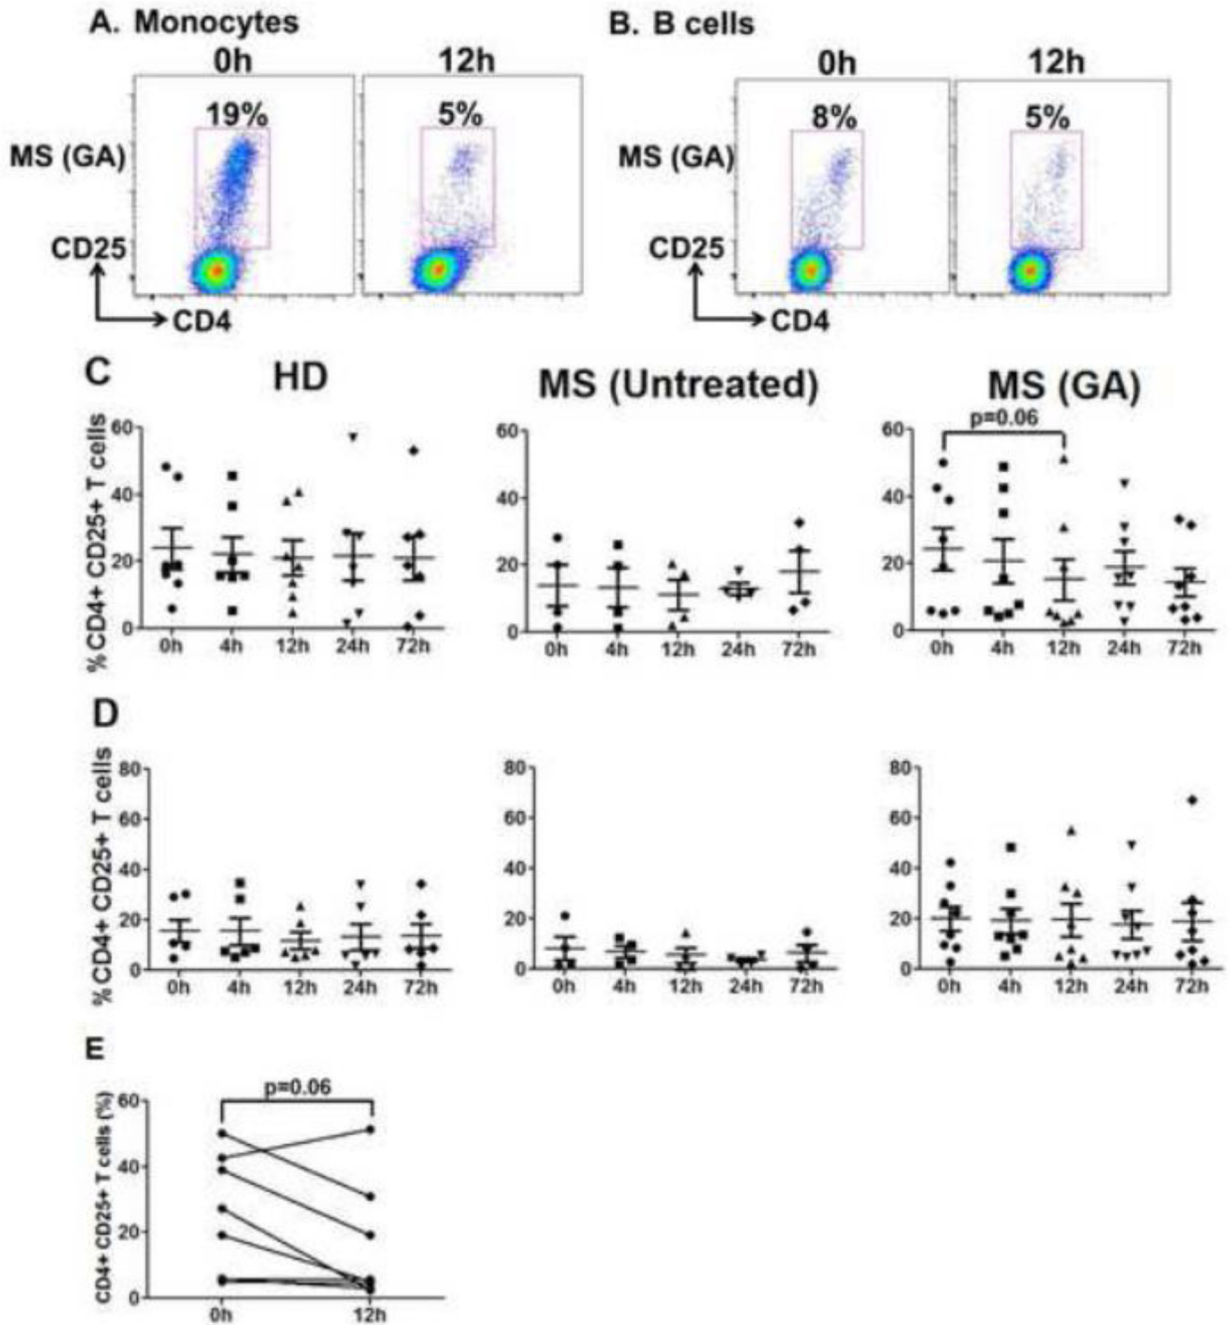 A. Monocytes
B. B cells
0h 12h
0h 12h
19% 5%
8% 5%
MS (GA)
MS (GA)
CD25
CD25
CD4
CD4
C
HD
MS (Untreated)
MS (GA)
p=0.06
%CD4+ CD25+ T cells
60
40
20
0
0h 4h 12h 24h 72h
60
40
20
0
0h 4h 12h 24h 72h
60
40
20
0
0h 4h 12h 24h 72h
D
%CD4+ CD25+ T cells
80
60
40
20
0
0h 4h 12h 24h 72h
80
60
40
20
0
0h 4h 12h 24h 72h
80
60
40
20
0
0h 4h 12h 24h 72h
E
p=0.06
CD4+ CD25+ T cells (%)
60
40
20
0
0h 12h